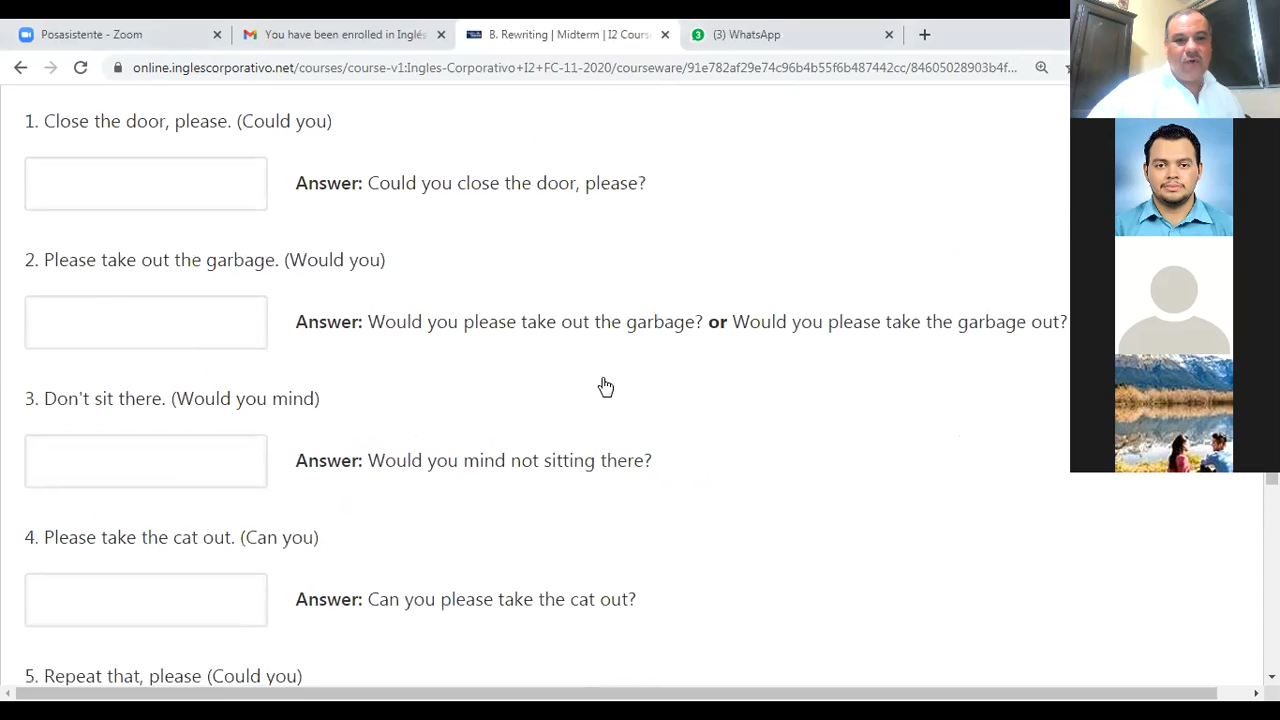 Posasistente - Zoom
You have been enrolled in Inglés
B. Rewriting | Midterm | I2 Cours
3
(3) WhatsApp
online.inglescorporativo.net/courses/course-v1:Ingles-Corporativo+I2+FC-11-2020/courseware/91e782af29e74c96b4b55f6b487442cc/84605028903b4f...
1. Close the door, please. (Could you)
Answer: Could you close the door, please?
2. Please take out the garbage. (Would you)
Answer: Would you please take out the garbage? or Would you please take the garbage out?
3. Don't sit there. (Would you mind)
Answer: Would you mind not sitting there?
4. Please take the cat out. (Can you)
Answer: Can you please take the cat out?
5. Repeat that, please (Could you)